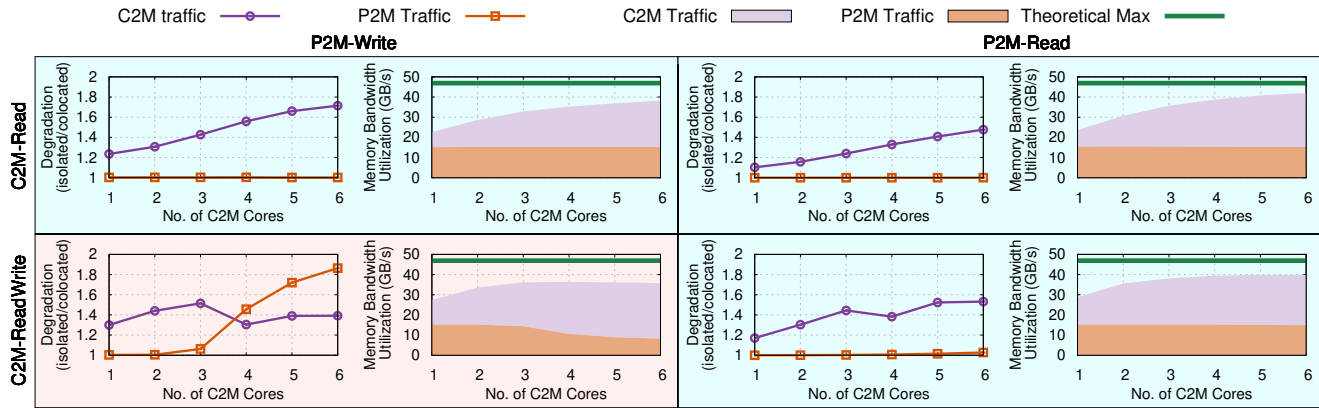 C2M traffic P2M Traffic C2M Traffic P2M Traffic Theoretical Max
P2M-Write P2M-Read
C2M-Read
Degradation
(isolated/colocated)
2
1.8
1.6
1.4
1.2
1
1 2 3 4 5 6
No. of C2M Cores
Memory Bandwidth
Utilization (GB/s)
50
40
30
20
10
0
1 2 3 4 5 6
No. of C2M Cores
Degradation
(isolated/colocated)
2
1.8
1.6
1.4
1.2
1
1 2 3 4 5 6
No. of C2M Cores
Memory Bandwidth
Utilization (GB/s)
50
40
30
20
10
0
1 2 3 4 5 6
No. of C2M Cores
C2M-ReadWrite
Degradation
(isolated/colocated)
2
1.8
1.6
1.4
1.2
1
1 2 3 4 5 6
No. of C2M Cores
Memory Bandwidth
Utilization (GB/s)
50
40
30
20
10
0
1 2 3 4 5 6
No. of C2M Cores
Degradation
(isolated/colocated)
2
1.8
1.6
1.4
1.2
1
1 2 3 4 5 6
No. of C2M Cores
Memory Bandwidth
Utilization (GB/s)
50
40
30
20
10
0
1 2 3 4 5 6
No. of C2M Cores